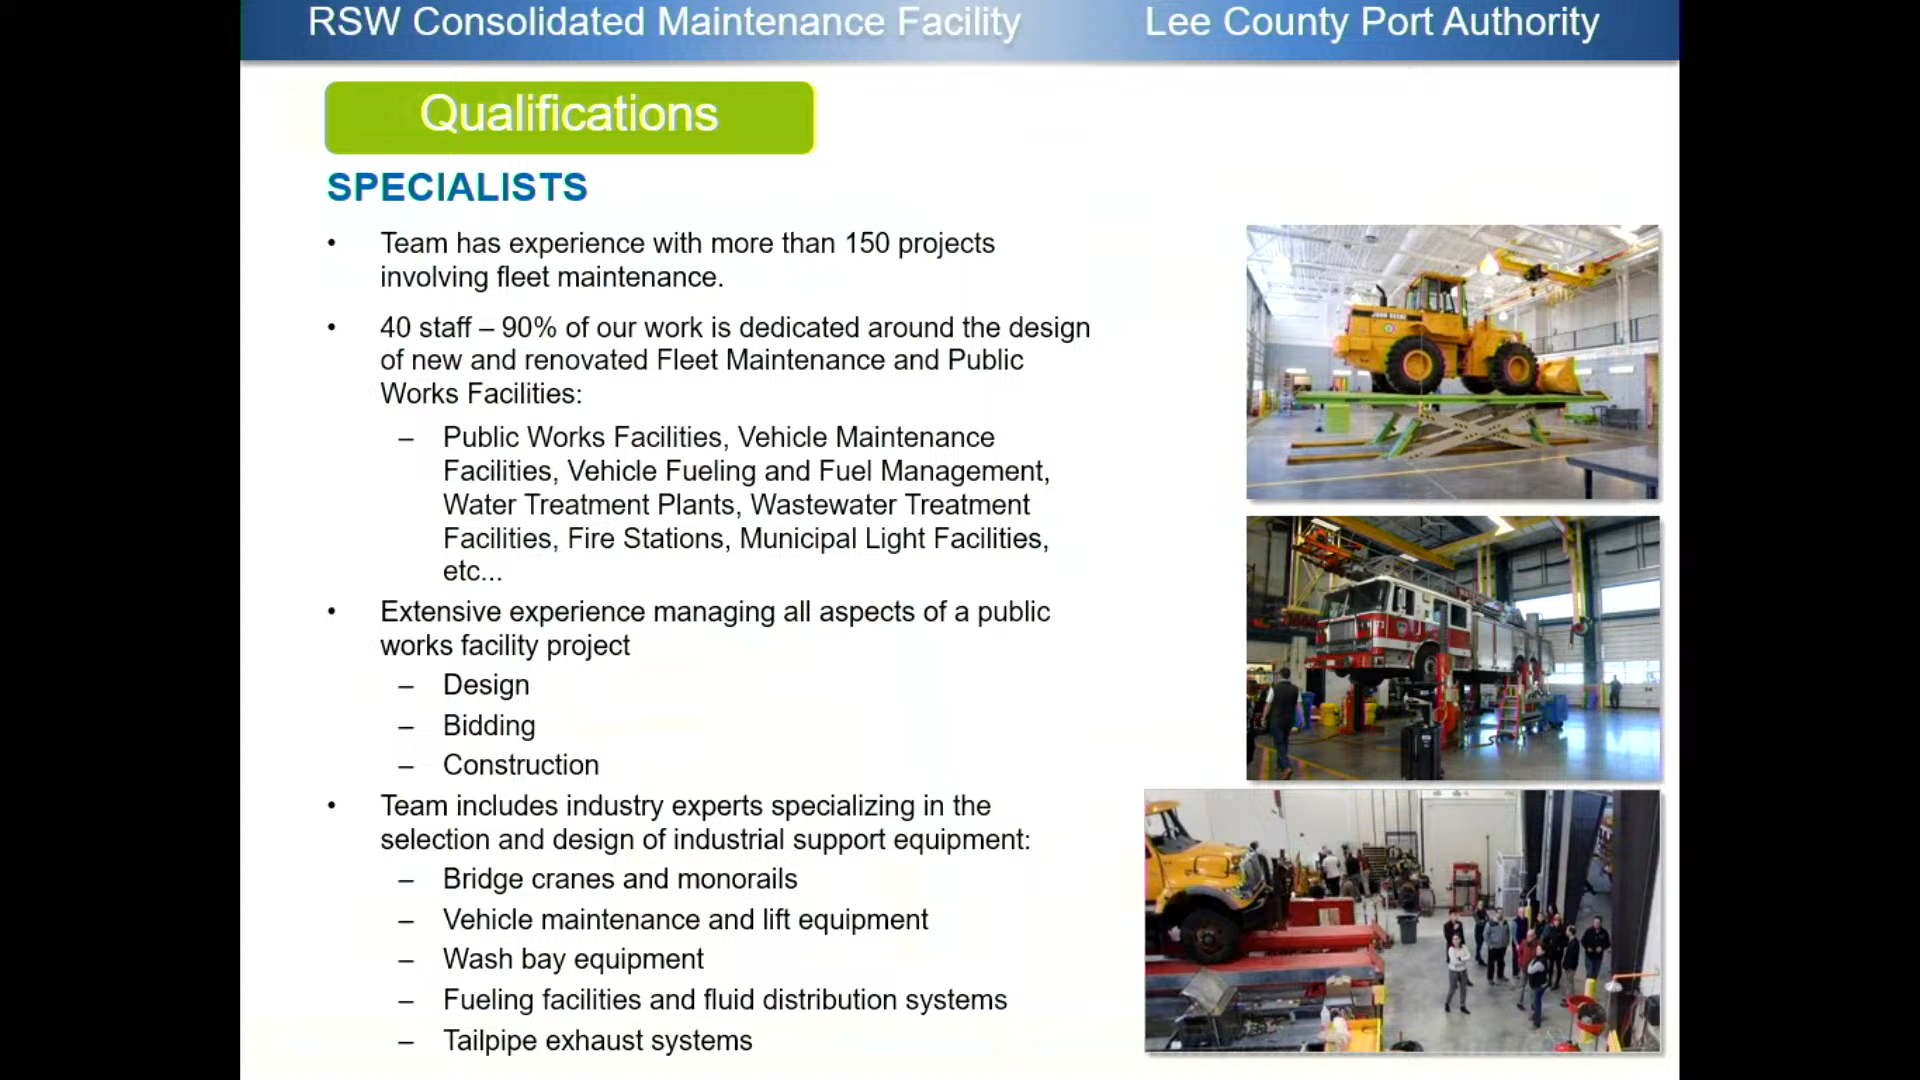 RSW Consolidated Maintenance Facility Lee County Port Authority
Qualifications
SPECIALISTS
• Team has experience with more than 150 projects
involving fleet maintenance.
• 40 staff – 90% of our work is dedicated around the design
of new and renovated Fleet Maintenance and Public
Works Facilities:
– Public Works Facilities, Vehicle Maintenance
Facilities, Vehicle Fueling and Fuel Management,
Water Treatment Plants, Wastewater Treatment
Facilities, Fire Stations, Municipal Light Facilities,
etc...
• Extensive experience managing all aspects of a public
works facility project
– Design
– Bidding
– Construction
• Team includes industry experts specializing in the
selection and design of industrial support equipment:
– Bridge cranes and monorails
– Vehicle maintenance and lift equipment
– Wash bay equipment
– Fueling facilities and fluid distribution systems
– Tailpipe exhaust systems
JOHN DEERE